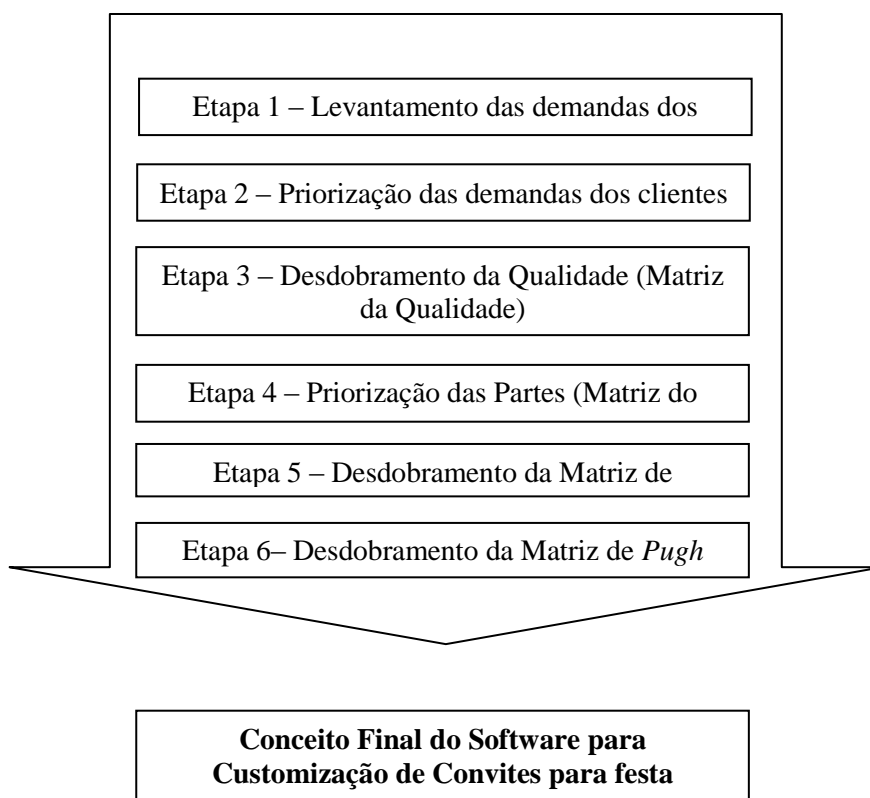 Etapa 1 – Levantamento das demandas dos
Etapa 2 – Priorização das demandas dos clientes
Etapa 3 – Desdobramento da Qualidade (Matriz
da Qualidade)
Etapa 4 – Priorização das Partes (Matriz do
Etapa 5 – Desdobramento da Matriz de
Etapa 6– Desdobramento da Matriz de Pugh
Conceito Final do Software para
Customização de Convites para festa